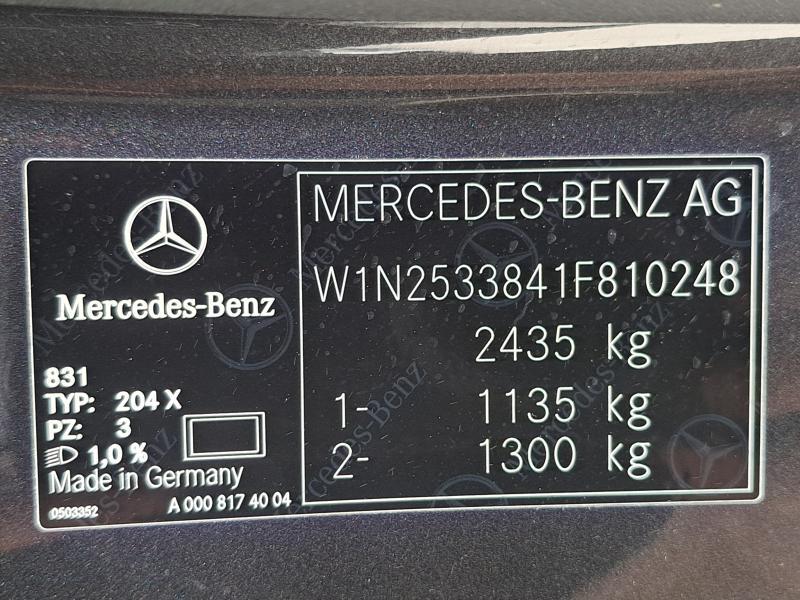 Mercedes-Benz
831
TYP: 204 X
PZ: 3
1,0 %
Made in Germany
0503352
A 000 817 40 04
MERCEDES-BENZ AG
W1N2533841F810248
2435 kg
1- 1135 kg
2- 1300 kg